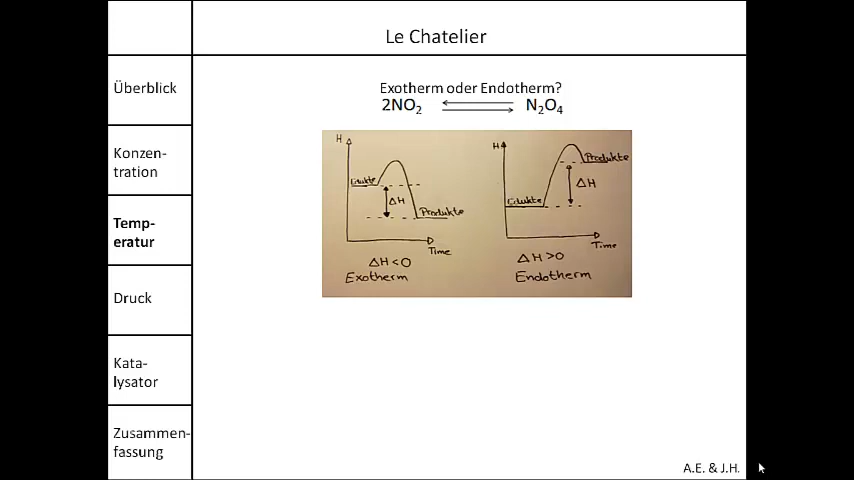 Le Chatelier
Überblick
Konzen-
tration
Temp-
eratur
Druck
Kata-
lysator
Zusammen-
fassung
Exotherm oder Endotherm?
2NO₂ N₂O₄
H
Edukte
ΔH
Produkte
Time
ΔH<0
Exotherm
H
Produkte
ΔH
Edukte
Time
ΔH>0
Endotherm
A.E. & J.H.